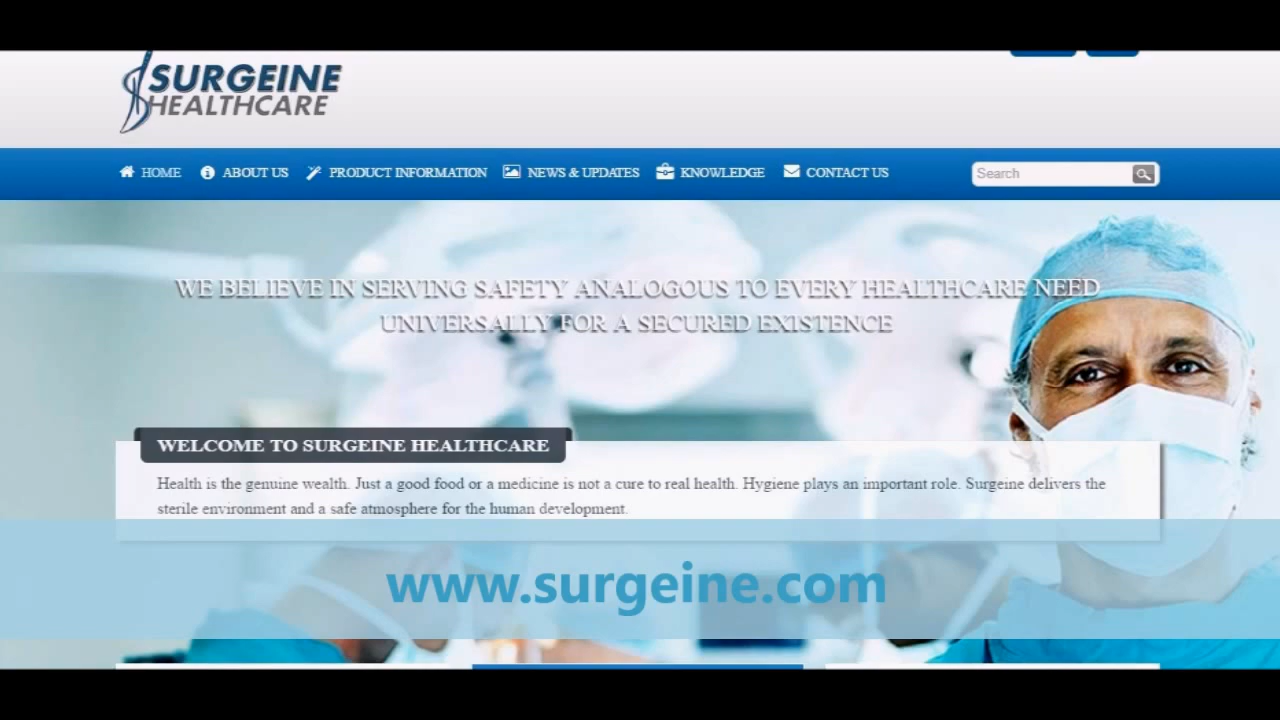 SURGEINE
HEALTHCARE
HOME ABOUT US PRODUCT INFORMATION NEWS & UPDATES KNOWLEDGE CONTACT US Search
WE BELIEVE IN SERVING SAFETY ANALOGOUS TO EVERY HEALTHCARE NEED
UNIVERSALLY FOR A SECURED EXISTENCE
WELCOME TO SURGEINE HEALTHCARE
Health is the genuine wealth. Just a good food or a medicine is not a cure to real health. Hygiene plays an important role. Surgeine delivers the
sterile environment and a safe atmosphere for the human development.
www.surgeine.com